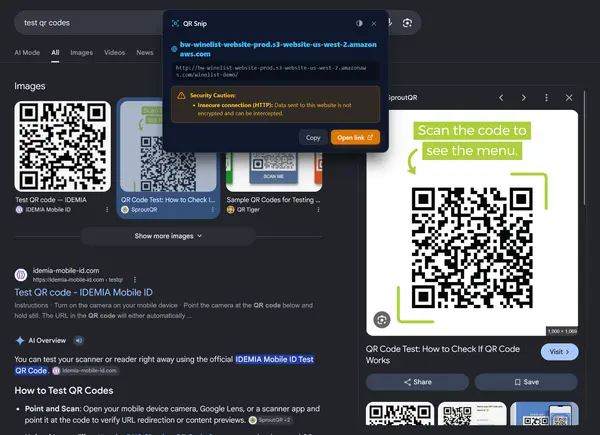 test qr codes
AI Mode
All
Images
Videos
News
QR Snip
bw-winelist-website-prod.s3-website-us-west-2.amazon
aws.com
http://bw-winelist-website-prod.s3-website-us-west-2.amazonaw
s.com/winelist-demo/
Security Caution:
• Insecure connection (HTTP): Data sent to this website is not
encrypted and can be intercepted.
Copy
Open link
Images
SCAN ME
Test QR code — IDEMIA
IDEMIA Mobile ID
QR Code Test: How to Check I...
SproutQR
Sample QR Codes for Testing ...
QR Tiger
Show more images
idemia-mobile-id.com
https://idemia-mobile-id.com › testqr
Test QR code - IDEMIA Mobile ID
Instructions · Turn on the camera on your mobile device · Point the camera at the QR code below and
hold still. The URL in the QR code will either automatically ...
AI Overview
You can test your scanner or reader right away using the official IDEMIA Mobile ID Test
QR Code.
idemia-mobile-id.com
How to Test QR Codes
• Point and Scan: Open your mobile device camera, Google Lens, or a scanner app and
point it at the code to verify URL redirection or content previews.
SproutQR +2
SproutQR
Scan the code to
see the menu.
1,000 × 1,069
QR Code Test: How to Check If QR Code
Works
Visit
Share
Save